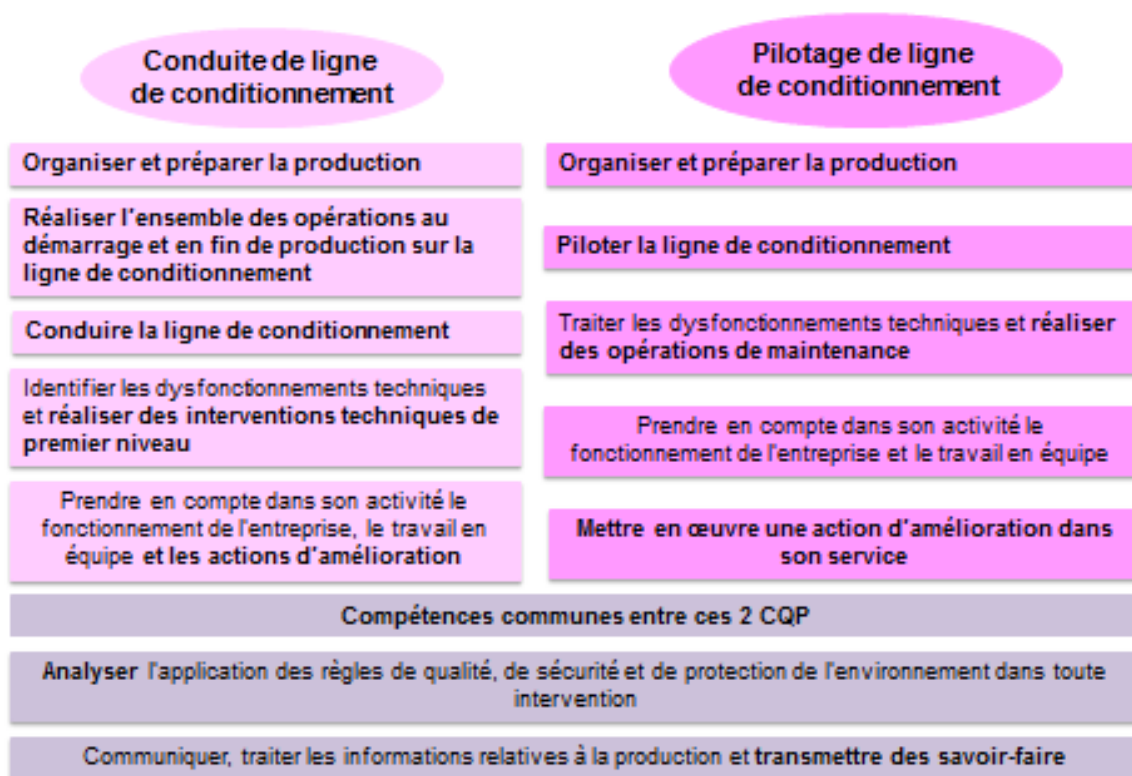 Conduite de ligne
de conditionnement
Organiser et préparer la production
Réaliser l'ensemble des opérations au
démarrage et en fin de production sur la
ligne de conditionnement
Conduire la ligne de conditionnement
Identifier les dysfonctionnements techniques
et réaliser des interventions techniques de
premier niveau
Prendre en compte dans son activité le
fonctionnement de l'entreprise, le travail en
équipe et les actions d'amélioration
Pilotage de ligne
de conditionnement
Organiser et préparer la production
Piloter la ligne de conditionnement
Traiter les dysfonctionnements techniques et réaliser
des opérations de maintenance
Prendre en compte dans son activité le
fonctionnement de l'entreprise et le travail en équipe
Mettre en œuvre une action d'amélioration dans
son service
Compétences communes entre ces 2 CQP
Analyser l'application des règles de qualité, de sécurité et de protection de l'environnement dans toute
intervention
Communiquer, traiter les informations relatives à la production et transmettre des savoir-faire